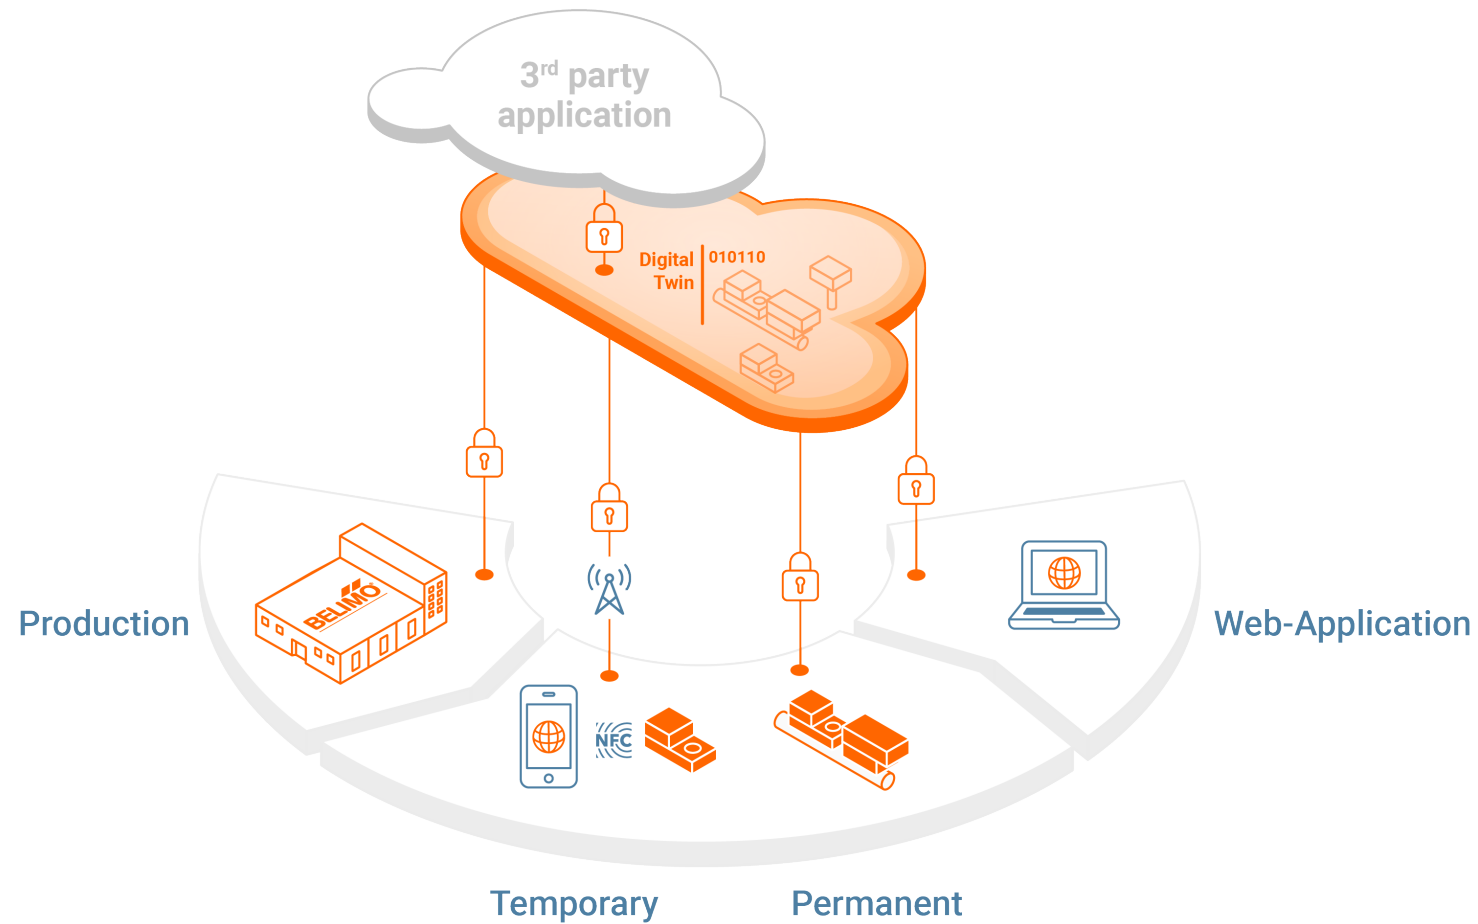 3rd party
application
Digital
Twin
010110
BELIMO
Production
Web-Application
NFC
Temporary
Permanent